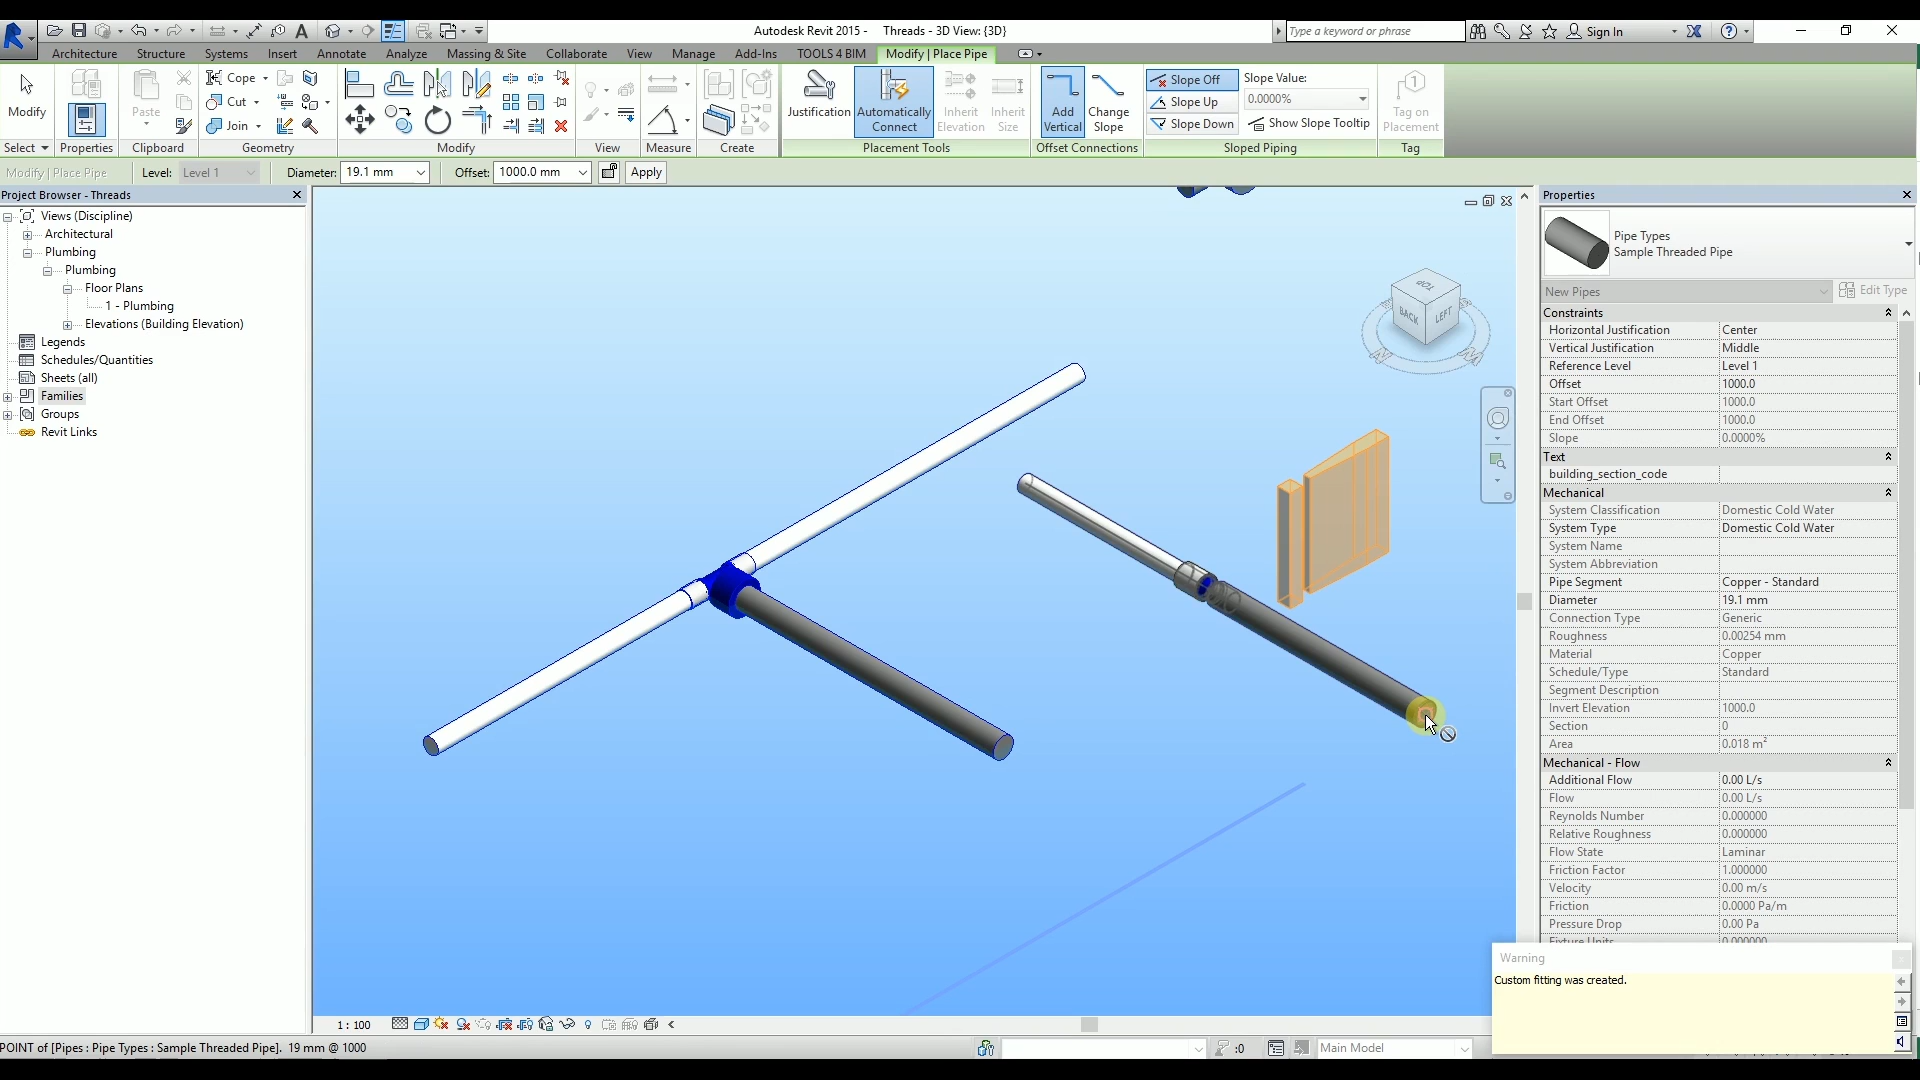 Autodesk Revit 2015 - Threads - 3D View: {3D}
Type a keyword or phrase
Sign In
Architecture Structure Systems Insert Annotate Analyze Massing & Site Collaborate View Manage Add-Ins TOOLS 4 BIM Modify | Place Pipe
Modify
Paste
Cope
Cut
Join
Justification
Automatically Connect
Inherit Elevation
Inherit Size
Add Vertical
Change Slope
Slope Off
Slope Up
Slope Down
Slope Value:
0.0000%
Show Slope Tooltip
Tag on Placement
Select Properties Clipboard Geometry Modify View Measure Create Placement Tools Offset Connections Sloped Piping Tag
Modify | Place Pipe Level: Level 1 Diameter: 19.1 mm Offset: 1000.0 mm Apply
Project Browser - Threads
Views (Discipline)
Architectural
Plumbing
Plumbing
Floor Plans
1 - Plumbing
Elevations (Building Elevation)
Legends
Schedules/Quantities
Sheets (all)
Families
Groups
Revit Links
TOP
BACK
LEFT
Properties
Pipe Types
Sample Threaded Pipe
New Pipes
Edit Type
Constraints
Horizontal Justification Center
Vertical Justification Middle
Reference Level Level 1
Offset 1000.0
Start Offset 1000.0
End Offset 1000.0
Slope 0.0000%
Text
building_section_code
Mechanical
System Classification Domestic Cold Water
System Type Domestic Cold Water
System Name
System Abbreviation
Pipe Segment Copper - Standard
Diameter 19.1 mm
Connection Type Generic
Roughness 0.00254 mm
Material Copper
Schedule/Type Standard
Segment Description
Invert Elevation 1000.0
Section 0
Area 0.018 m²
Mechanical - Flow
Additional Flow 0.00 L/s
Flow 0.00 L/s
Reynolds Number 0.000000
Relative Roughness 0.000000
Flow State Laminar
Friction Factor 1.000000
Velocity 0.00 m/s
Friction 0.0000 Pa/m
Pressure Drop 0.00 Pa
Fixture Units 0.000000
Warning
Custom fitting was created.
1 : 100
POINT of [Pipes : Pipe Types : Sample Threaded Pipe]. 19 mm @ 1000
:0
Main Model